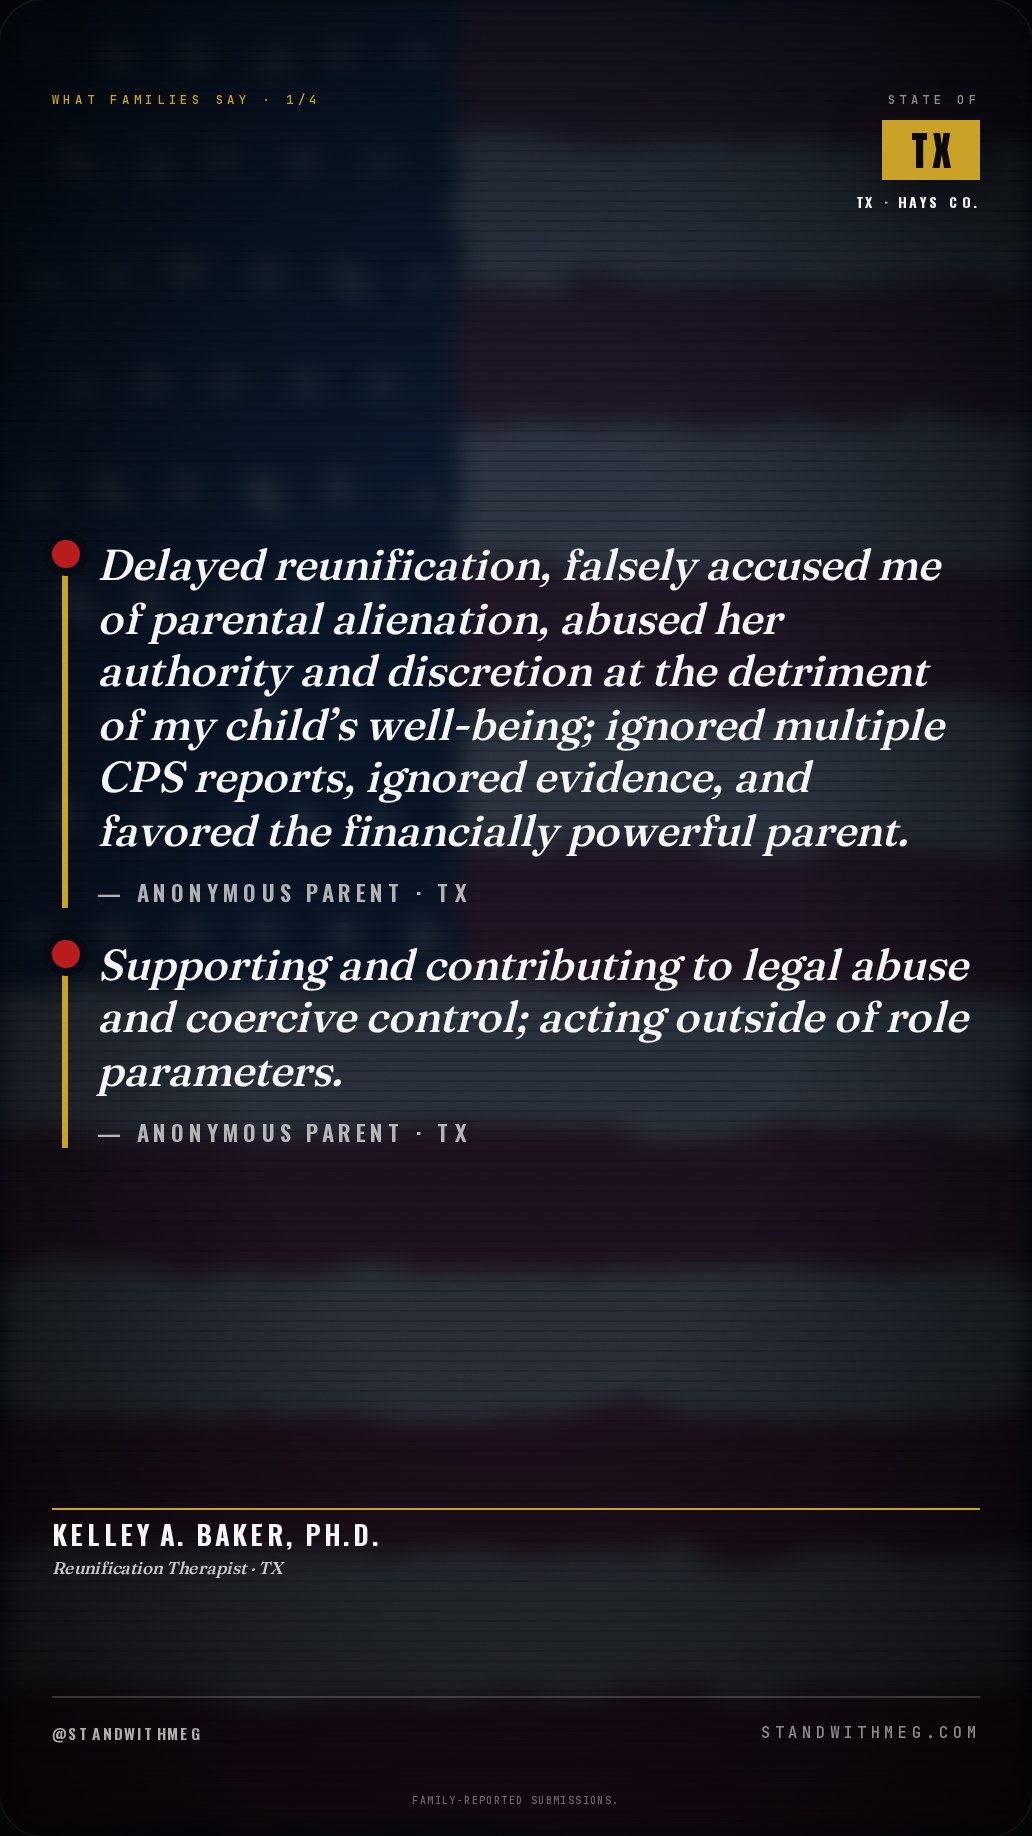 WHAT FAMILIES SAY · 1/4
STATE OF
TX
TX · HAYS CO.
Delayed reunification, falsely accused me
of parental alienation, abused her
authority and discretion at the detriment
of my child’s well-being; ignored multiple
CPS reports, ignored evidence, and
favored the financially powerful parent.
— ANONYMOUS PARENT · TX
Supporting and contributing to legal abuse
and coercive control; acting outside of role
parameters.
— ANONYMOUS PARENT · TX
KELLEY A. BAKER, PH.D.
Reunification Therapist · TX
@STANDWITHMEG
STANDWITHMEG.COM
FAMILY-REPORTED SUBMISSIONS.